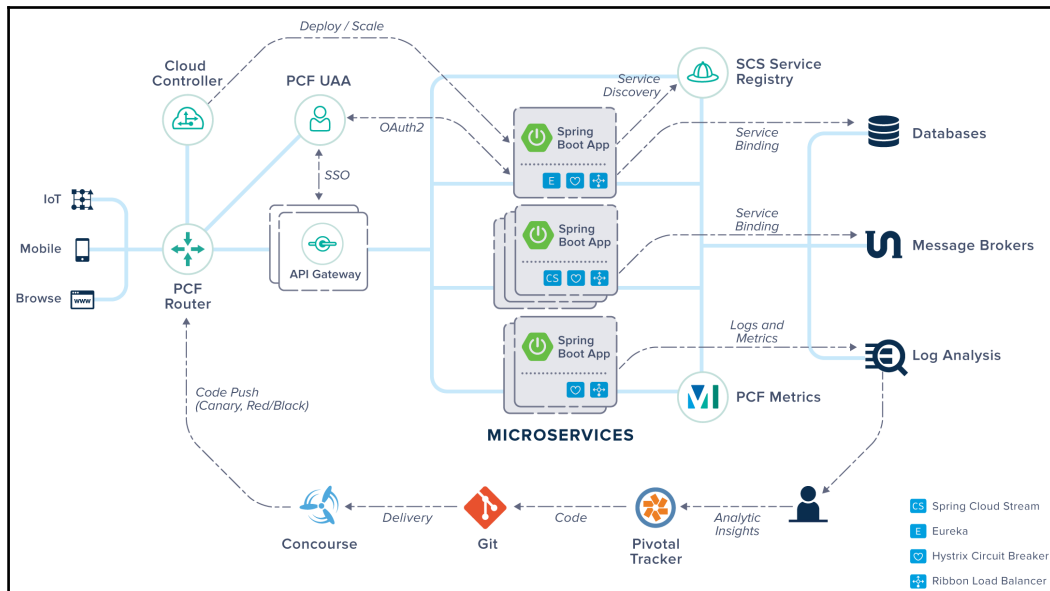 Deploy / Scale
Cloud
Controller
PCF UAA
SCS Service
Registry
Service
Discovery
OAuth2
Spring
Boot App
E
Service
Binding
Databases
SSO
IoT
Mobile
Browse
www
PCF
Router
API Gateway
Spring
Boot App
CS
Service
Binding
Message Brokers
Spring
Boot App
Logs and
Metrics
Log Analysis
PCF Metrics
MICROSERVICES
Code Push
(Canary, Red/Black)
Concourse
Delivery
Git
Code
Pivotal
Tracker
Analytic
Insights
CS Spring Cloud Stream
E Eureka
Hystrix Circuit Breaker
Ribbon Load Balancer